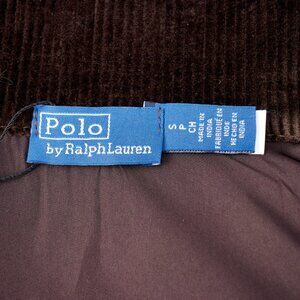 Polo
by Ralph Lauren
S
P
CH
MADE IN
INDIA
FABRIQUÉ EN
INDE
HECHO EN
INDIA